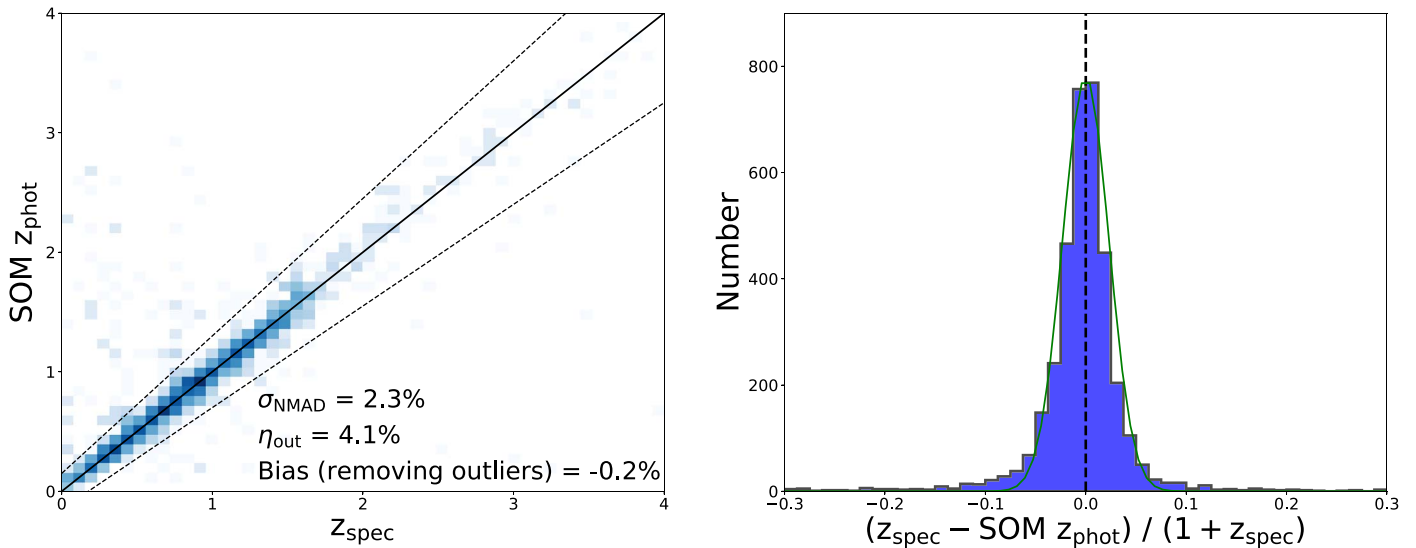 4
3
2
1
0
SOM z_phot
σ_NMAD = 2.3%
η_out = 4.1%
Bias (removing outliers) = -0.2%
0 1 2 3 4
z_spec
800
600
400
200
0
Number
−0.3 −0.2 −0.1 0.0 0.1 0.2 0.3
(z_spec − SOM z_phot) / (1 + z_spec)